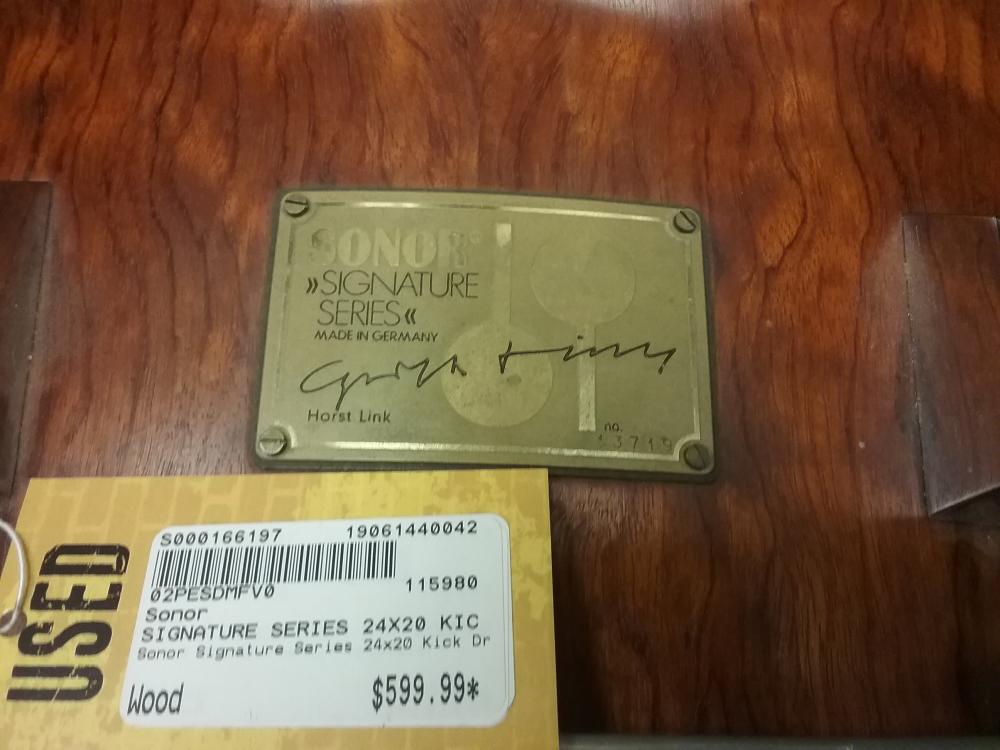 SONOR®
»SIGNATURE
SERIES«
MADE IN GERMANY
Horst Link
no.
13719
USED
S000166197 19061440042
02PESDMFV0 115980
Sonor
SIGNATURE SERIES 24X20 KIC
Sonor Signature Series 24x20 Kick Dr
Wood $599.99*